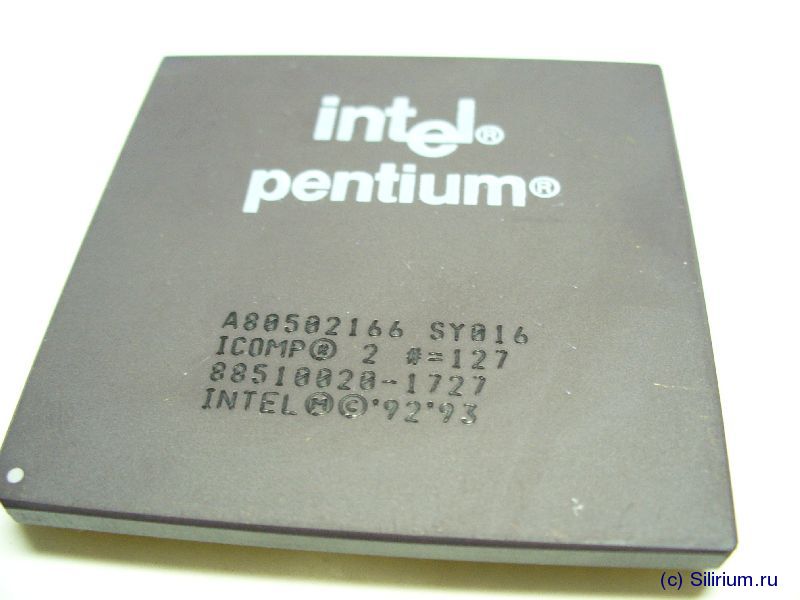 intel®
pentium®
A80502166 SY016
ICOMP® 2 #=127
88510020-1727
INTEL Ⓜ © '92 '93
(c) Silirium.ru